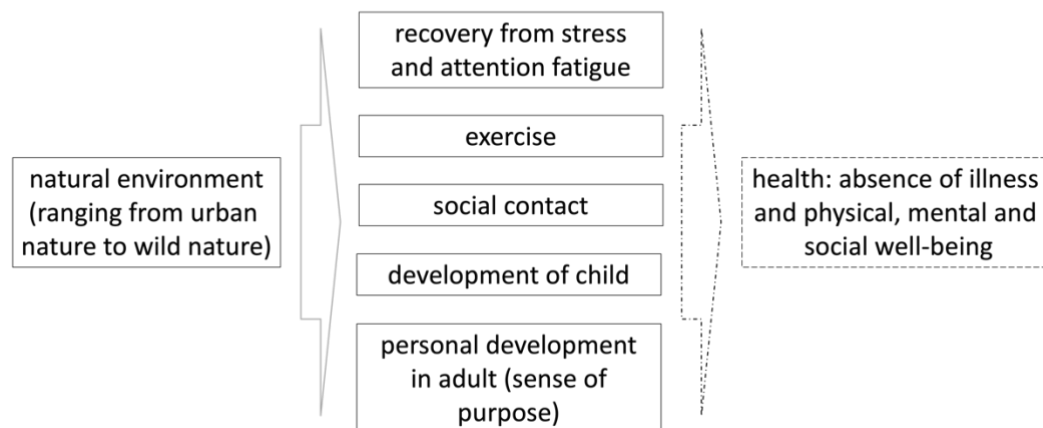 natural environment
(ranging from urban
nature to wild nature)
recovery from stress
and attention fatigue
exercise
social contact
development of child
personal development
in adult (sense of
purpose)
health: absence of illness
and physical, mental and
social well-being